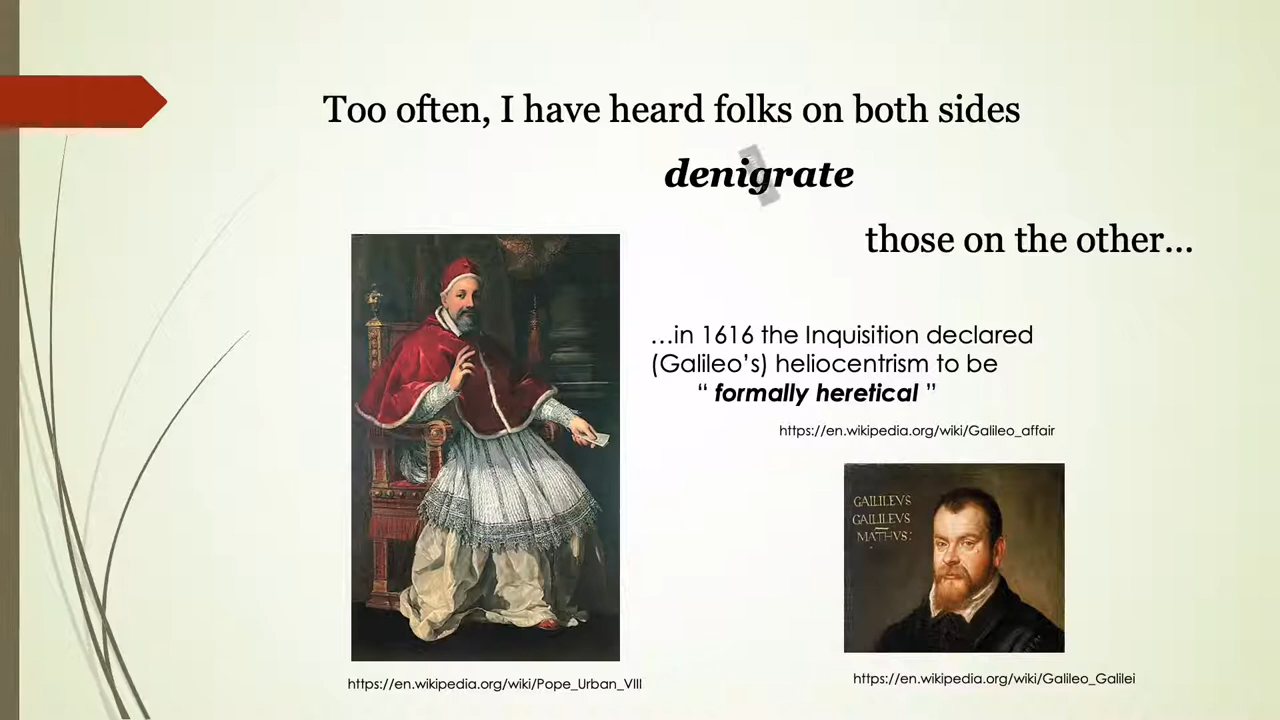 Too often, I have heard folks on both sides
denigrate
those on the other...
...in 1616 the Inquisition declared
(Galileo's) heliocentrism to be
“ formally heretical ”
https://en.wikipedia.org/wiki/Galileo_affair
GALILEVS
GALILEVS
MATHVS:
https://en.wikipedia.org/wiki/Pope_Urban_VIII
https://en.wikipedia.org/wiki/Galileo_Galilei